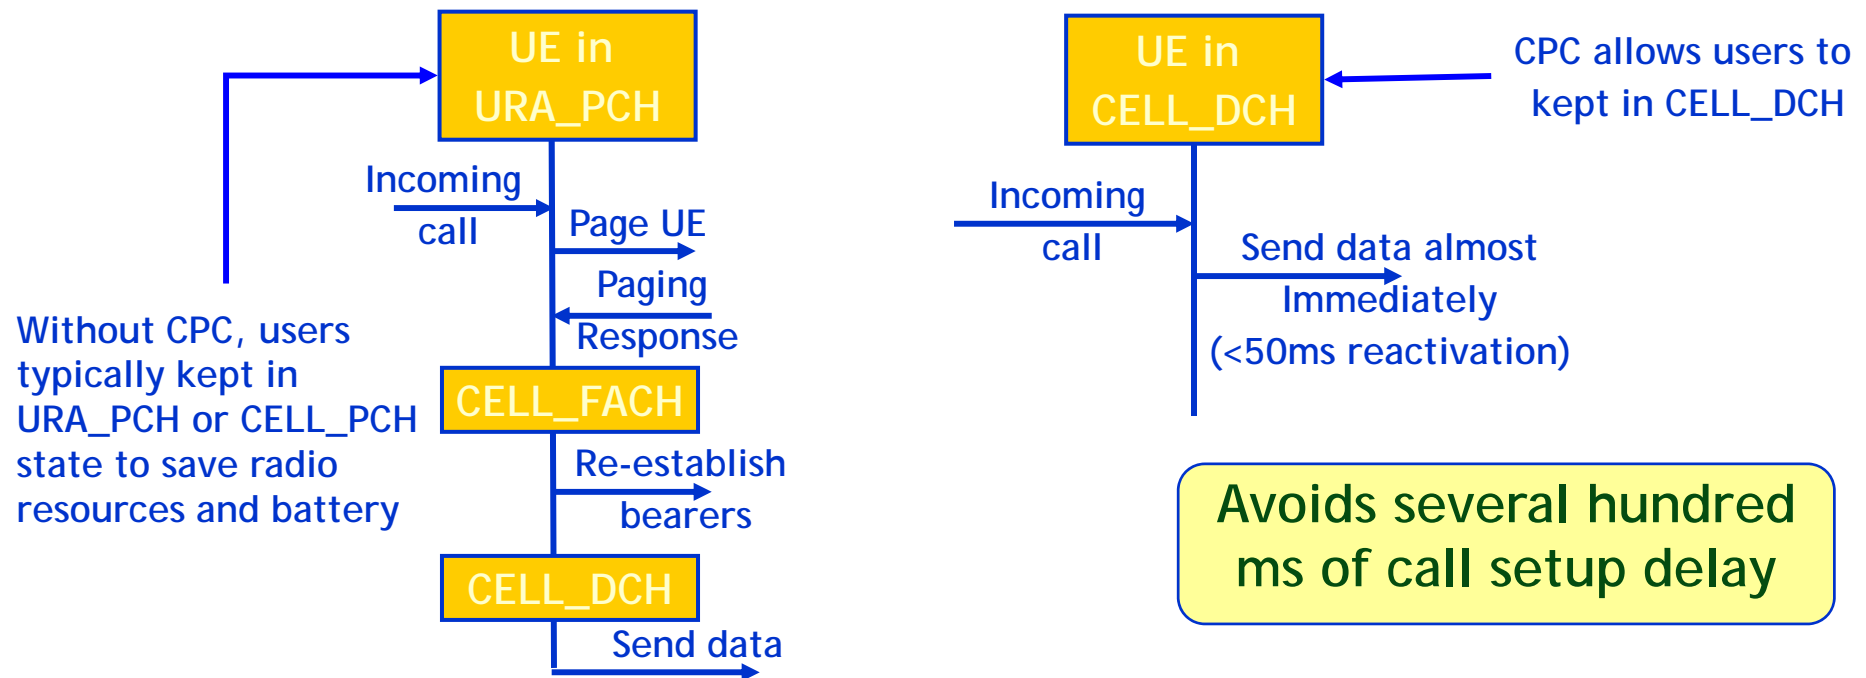 UE in
URA_PCH
Incoming
call
Page UE
Paging
Response
Without CPC, users
typically kept in
URA_PCH or CELL_PCH
state to save radio
resources and battery
CELL_FACH
Re-establish
bearers
CELL_DCH
Send data
UE in
CELL_DCH
CPC allows users to
kept in CELL_DCH
Incoming
call
Send data almost
Immediately
(<50ms reactivation)
Avoids several hundred
ms of call setup delay